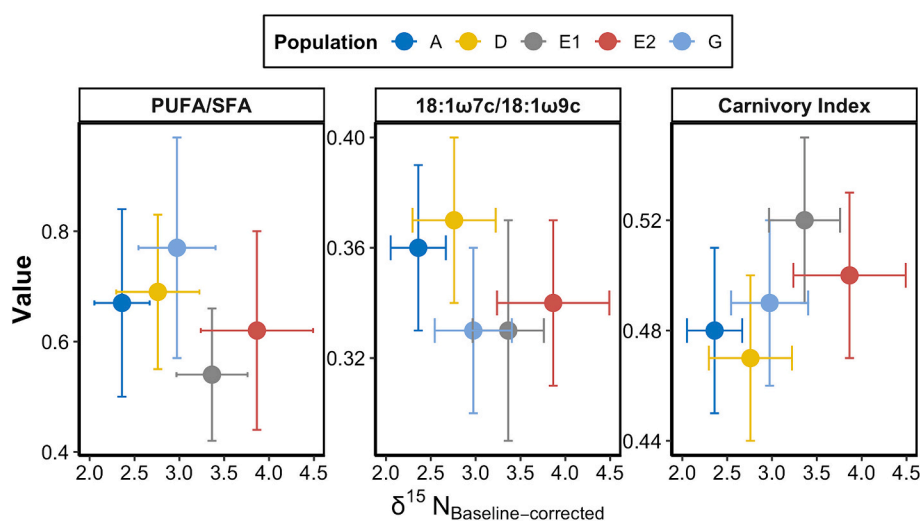 Population A D E1 E2 G
PUFA/SFA 18:1ω7c/18:1ω9c Carnivory Index
Value
0.8
0.6
0.4
0.40
0.36
0.32
0.52
0.48
0.44
2.0 2.5 3.0 3.5 4.0 4.5 2.0 2.5 3.0 3.5 4.0 4.5 2.0 2.5 3.0 3.5 4.0 4.5
δ¹⁵ N Baseline−corrected